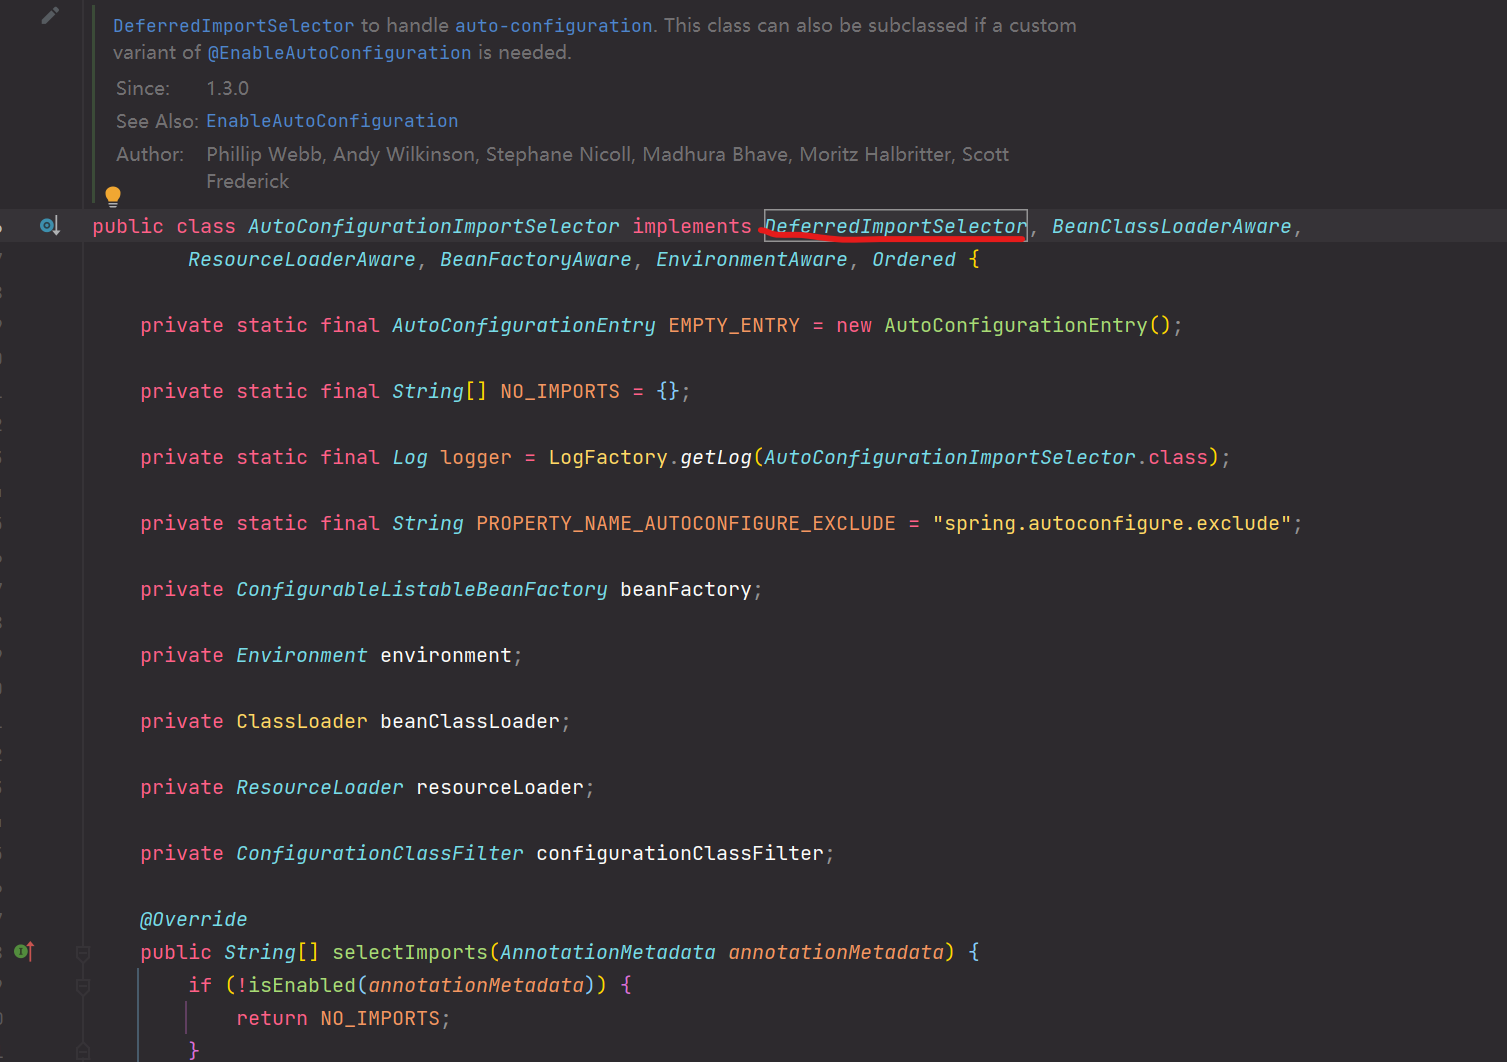 DeferredImportSelector to handle auto-configuration. This class can also be subclassed if a custom
variant of @EnableAutoConfiguration is needed.
Since: 1.3.0
See Also: EnableAutoConfiguration
Author: Phillip Webb, Andy Wilkinson, Stephane Nicoll, Madhura Bhave, Moritz Halbritter, Scott
Frederick
public class AutoConfigurationImportSelector implements DeferredImportSelector, BeanClassLoaderAware,
ResourceLoaderAware, BeanFactoryAware, EnvironmentAware, Ordered {
private static final AutoConfigurationEntry EMPTY_ENTRY = new AutoConfigurationEntry();
private static final String[] NO_IMPORTS = {};
private static final Log logger = LogFactory.getLog(AutoConfigurationImportSelector.class);
private static final String PROPERTY_NAME_AUTOCONFIGURE_EXCLUDE = "spring.autoconfigure.exclude";
private ConfigurableListableBeanFactory beanFactory;
private Environment environment;
private ClassLoader beanClassLoader;
private ResourceLoader resourceLoader;
private ConfigurationClassFilter configurationClassFilter;
@Override
public String[] selectImports(AnnotationMetadata annotationMetadata) {
if (!isEnabled(annotationMetadata)) {
return NO_IMPORTS;
}